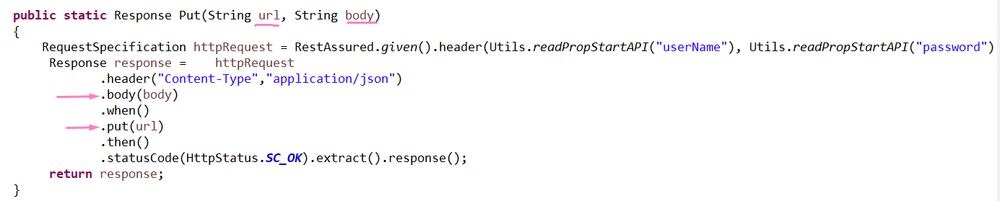 public static Response Put(String url, String body)
{
RequestSpecification httpRequest = RestAssured.given().header(Utils.readPropStartAPI("userName"), Utils.readPropStartAPI("password")
Response response =    httpRequest
.header("Content-Type","application/json")
.body(body)
.when()
.put(url)
.then()
.statusCode(HttpStatus.SC_OK).extract().response();
return response;
}